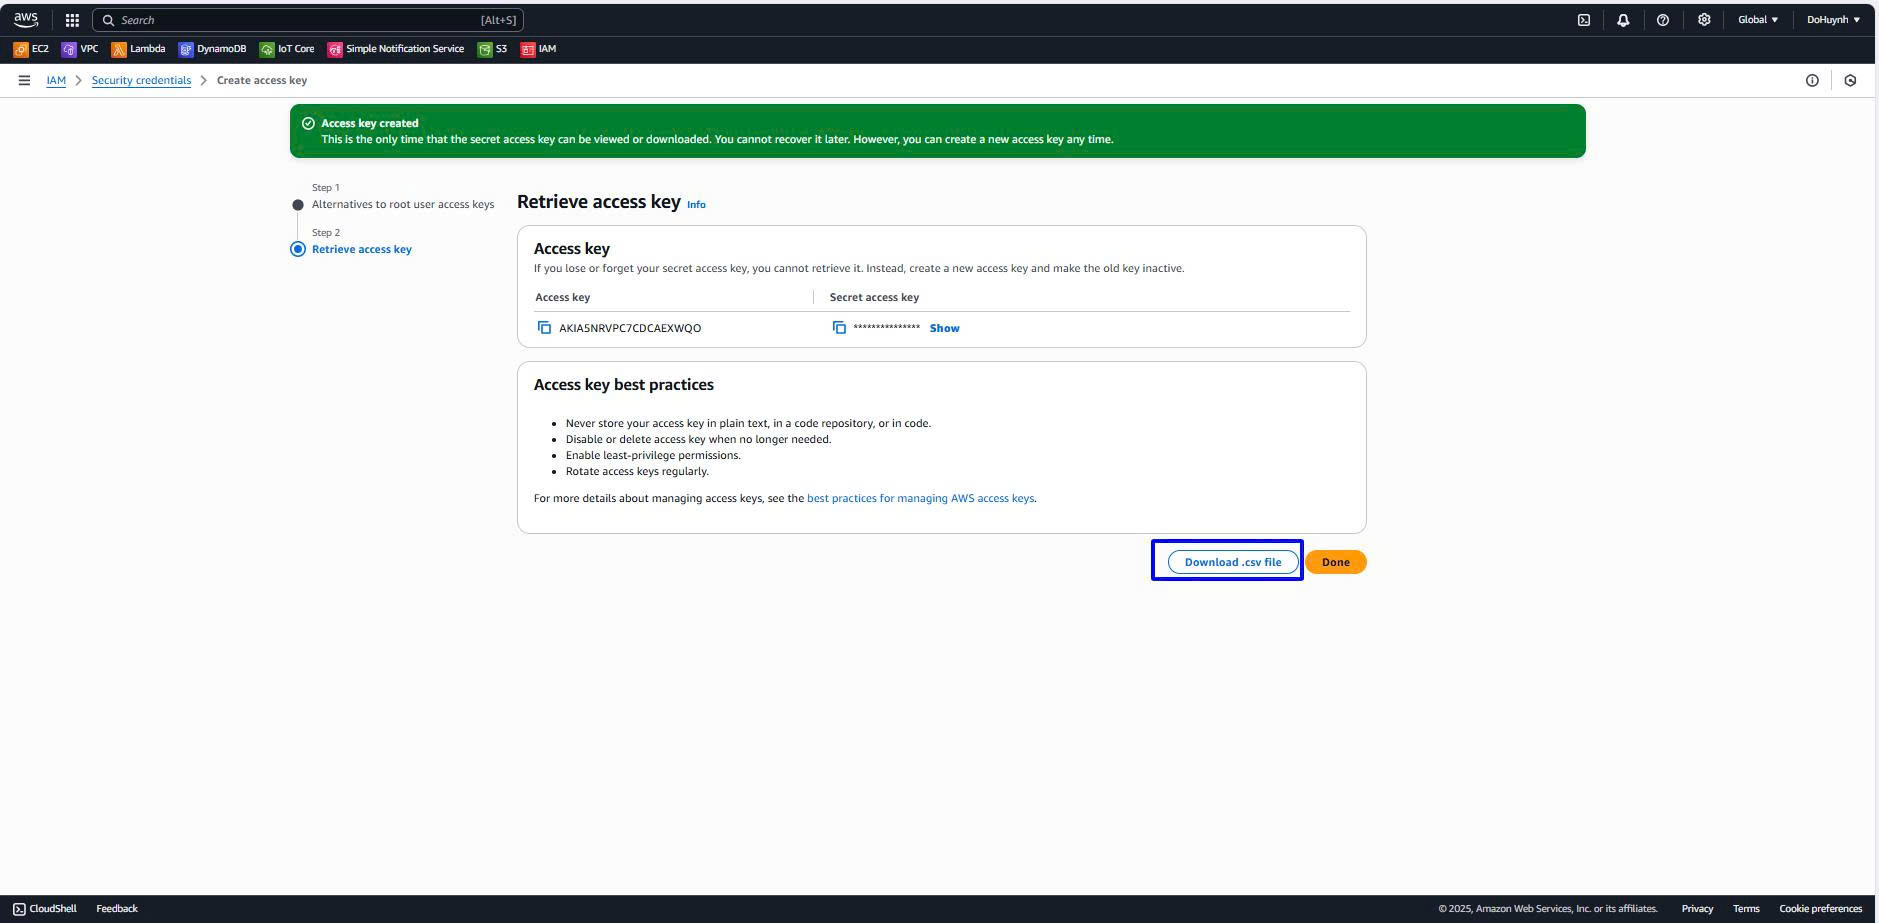 aws
Search [Alt+S]
Global ▼
DoHuynh ▼
EC2 VPC Lambda DynamoDB IoT Core Simple Notification Service S3 IAM
IAM > Security credentials > Create access key
Access key created
This is the only time that the secret access key can be viewed or downloaded. You cannot recover it later. However, you can create a new access key any time.
Step 1
Alternatives to root user access keys
Step 2
Retrieve access key
Retrieve access key Info
Access key
If you lose or forget your secret access key, you cannot retrieve it. Instead, create a new access key and make the old key inactive.
Access key Secret access key
AKIA5NRVPC7CDCAEXWQO *************** Show
Access key best practices
• Never store your access key in plain text, in a code repository, or in code.
• Disable or delete access key when no longer needed.
• Enable least-privilege permissions.
• Rotate access keys regularly.
For more details about managing access keys, see the best practices for managing AWS access keys.
Download .csv file Done
CloudShell Feedback © 2025, Amazon Web Services, Inc. or its affiliates. Privacy Terms Cookie preferences